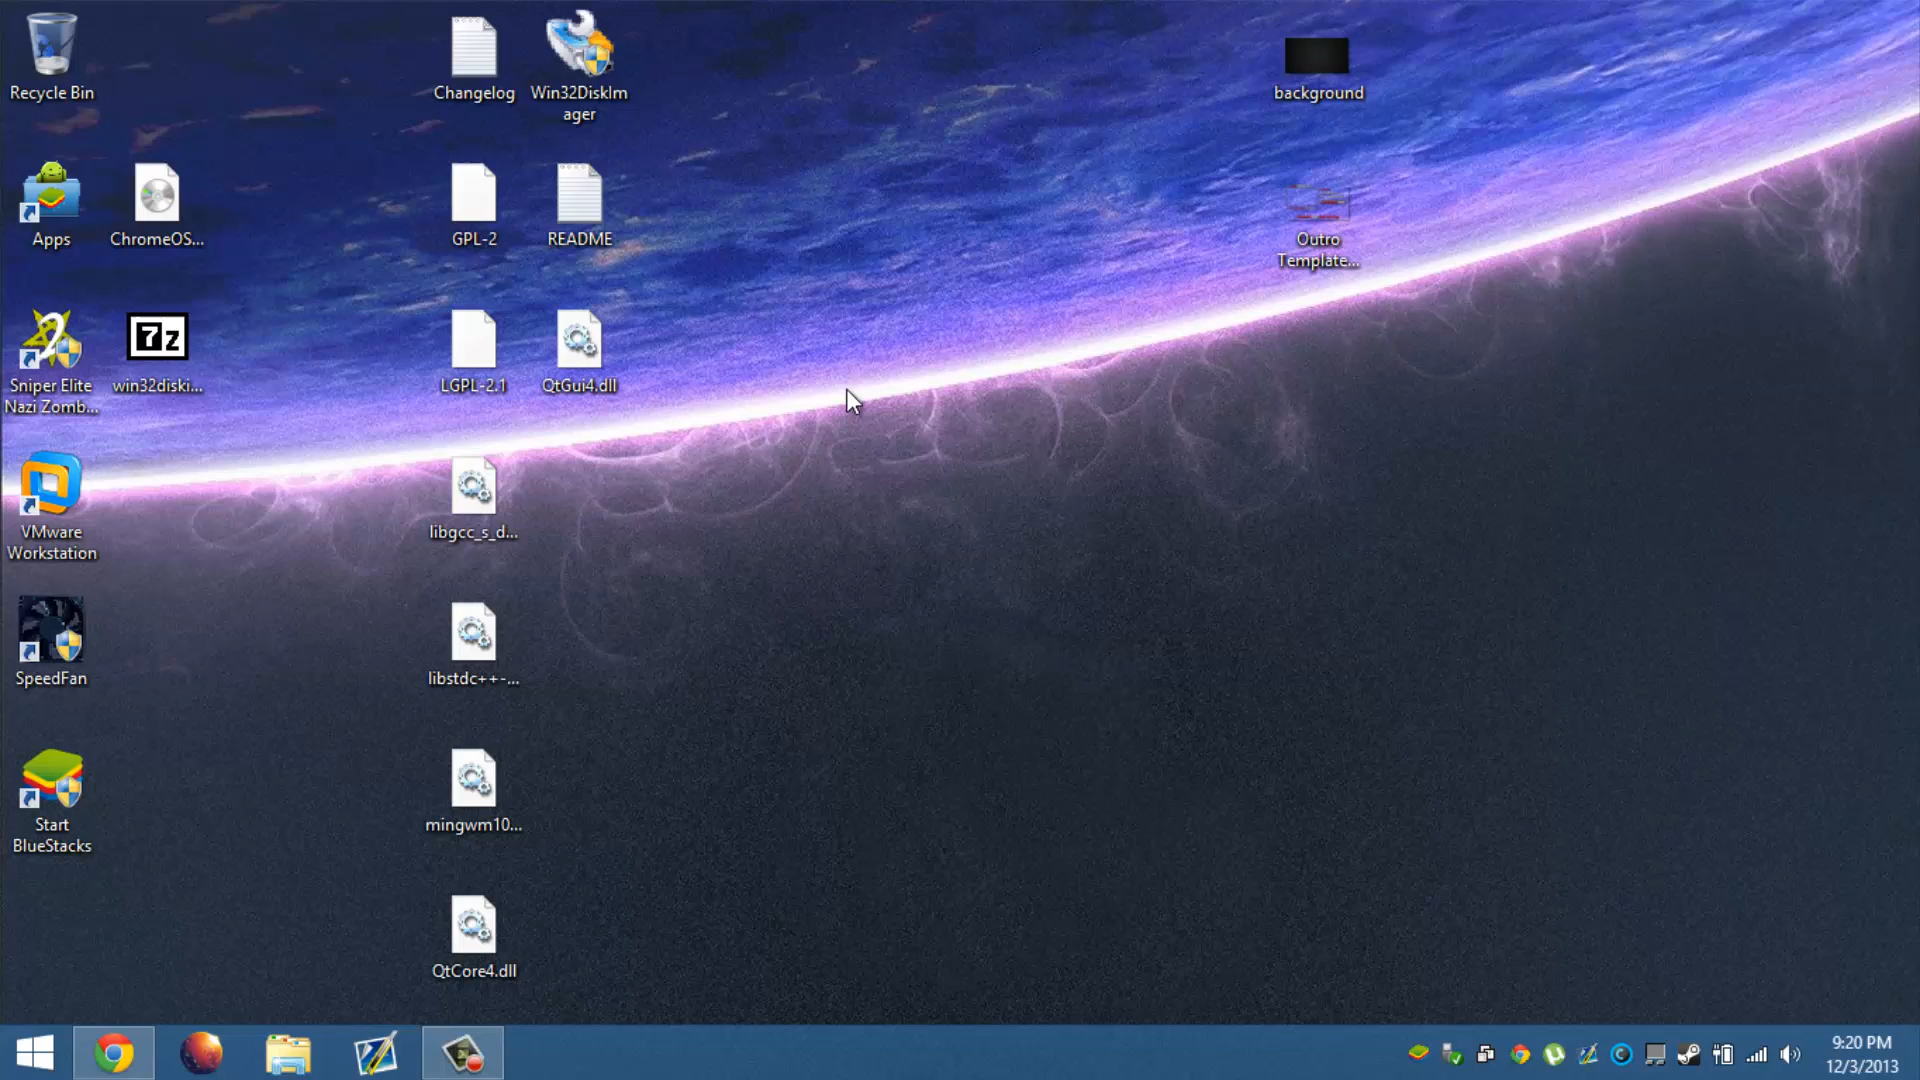 Recycle Bin
Changelog
Win32DiskIm
ager
background
Apps
ChromeOS...
GPL-2
README
Outro
Template...
Sniper Elite
Nazi Zomb...
7z
win32diski...
LGPL-2.1
QtGui4.dll
VMware
Workstation
libgcc_s_d...
SpeedFan
libstdc++-...
Start
BlueStacks
mingwm10...
QtCore4.dll
9:20 PM
12/3/2013